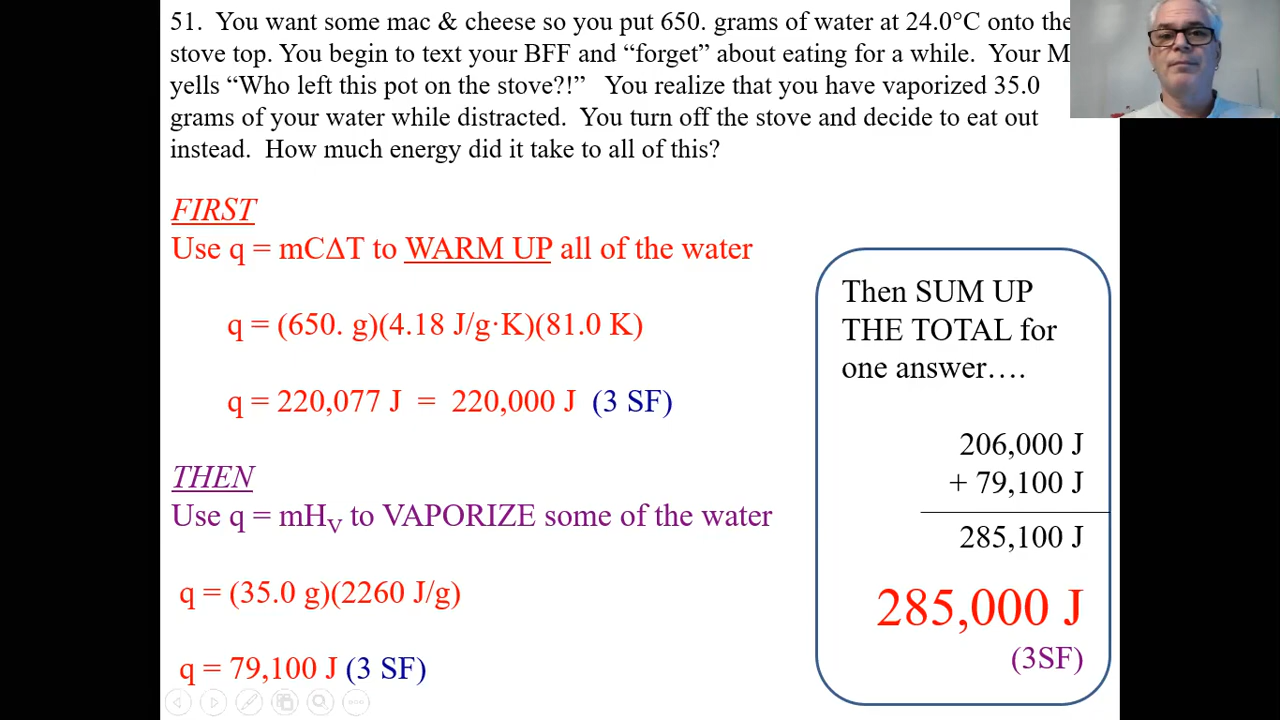 51. You want some mac & cheese so you put 650. grams of water at 24.0°C onto the
stove top. You begin to text your BFF and “forget” about eating for a while. Your M
yells “Who left this pot on the stove?!” You realize that you have vaporized 35.0
grams of your water while distracted. You turn off the stove and decide to eat out
instead. How much energy did it take to all of this?
FIRST
Use q = mCΔT to WARM UP all of the water
q = (650. g)(4.18 J/g·K)(81.0 K)
q = 220,077 J = 220,000 J (3 SF)
THEN
Use q = mHV to VAPORIZE some of the water
q = (35.0 g)(2260 J/g)
q = 79,100 J (3 SF)
Then SUM UP
THE TOTAL for
one answer….
206,000 J
+ 79,100 J
285,100 J
285,000 J
(3SF)